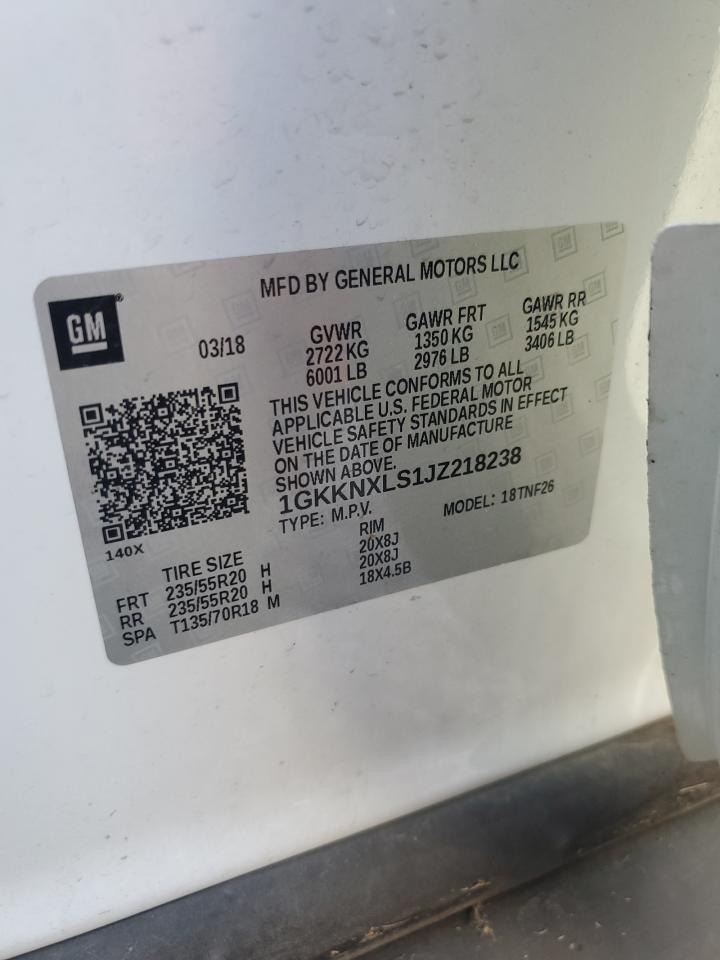 MFD BY GENERAL MOTORS LLC
GM®
03/18
GVWR
2722 KG
6001 LB
GAWR FRT
1350 KG
2976 LB
GAWR RR
1545 KG
3406 LB
THIS VEHICLE CONFORMS TO ALL
APPLICABLE U.S. FEDERAL MOTOR
VEHICLE SAFETY STANDARDS IN EFFECT
ON THE DATE OF MANUFACTURE
SHOWN ABOVE.
1GKKNXLS1JZ218238
TYPE: M.P.V.
MODEL: 18TNF26
140X
TIRE SIZE
RIM
FRT 235/55R20 H 20X8J
RR 235/55R20 H 20X8J
SPA T135/70R18 M 18X4.5B